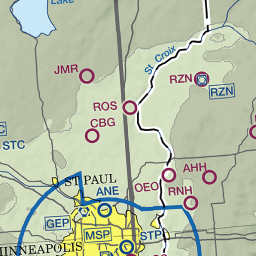 Lake
St. Croix
JMR
RZN
RZN
ROS
CBG
C
STC
AHH
OEO
ST PAUL
ANE
RNH
GEP
MSP
STP
MINNEAPOLIS